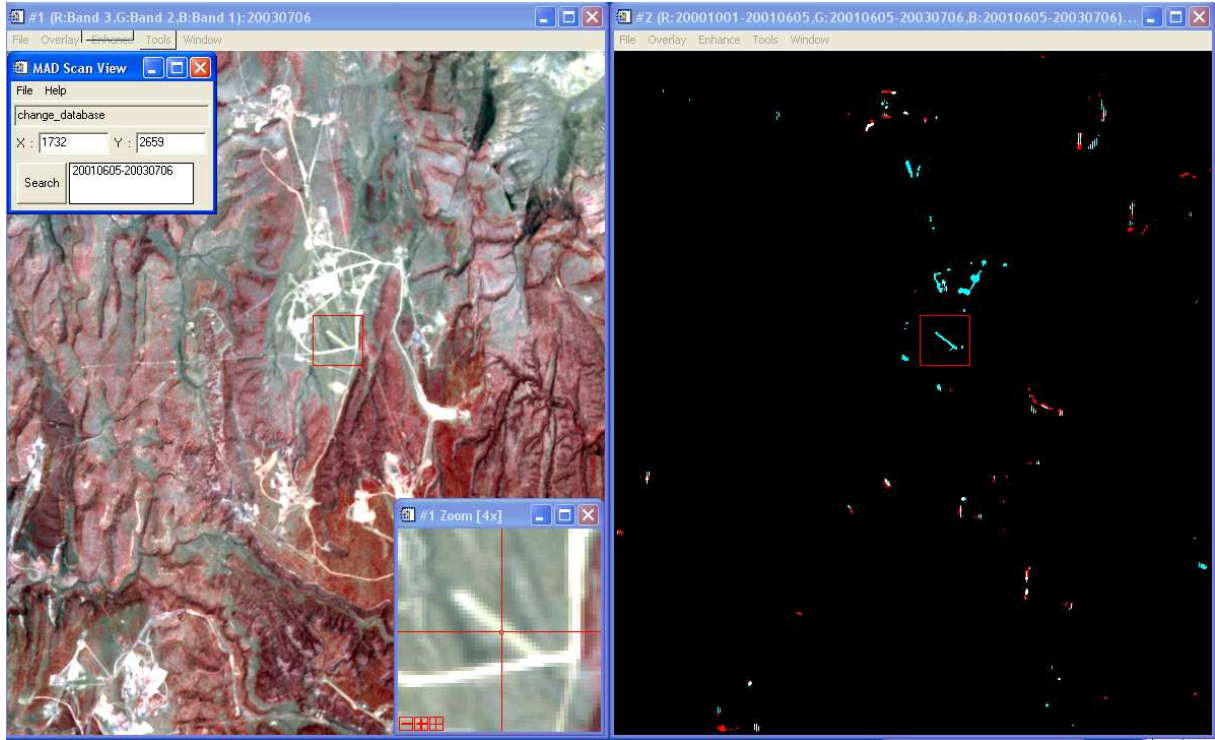 #1 (R:Band 3,G:Band 2,B:Band 1):20030706
File Overlay Enhance Tools Window
MAD Scan View
File Help
change_database
X : 1732 Y : 2659
Search 20010605-20030706
#1 Zoom [4x]
#2 (R:20001001-20010605,G:20010605-20030706,B:20010605-20030706)...
File Overlay Enhance Tools Window